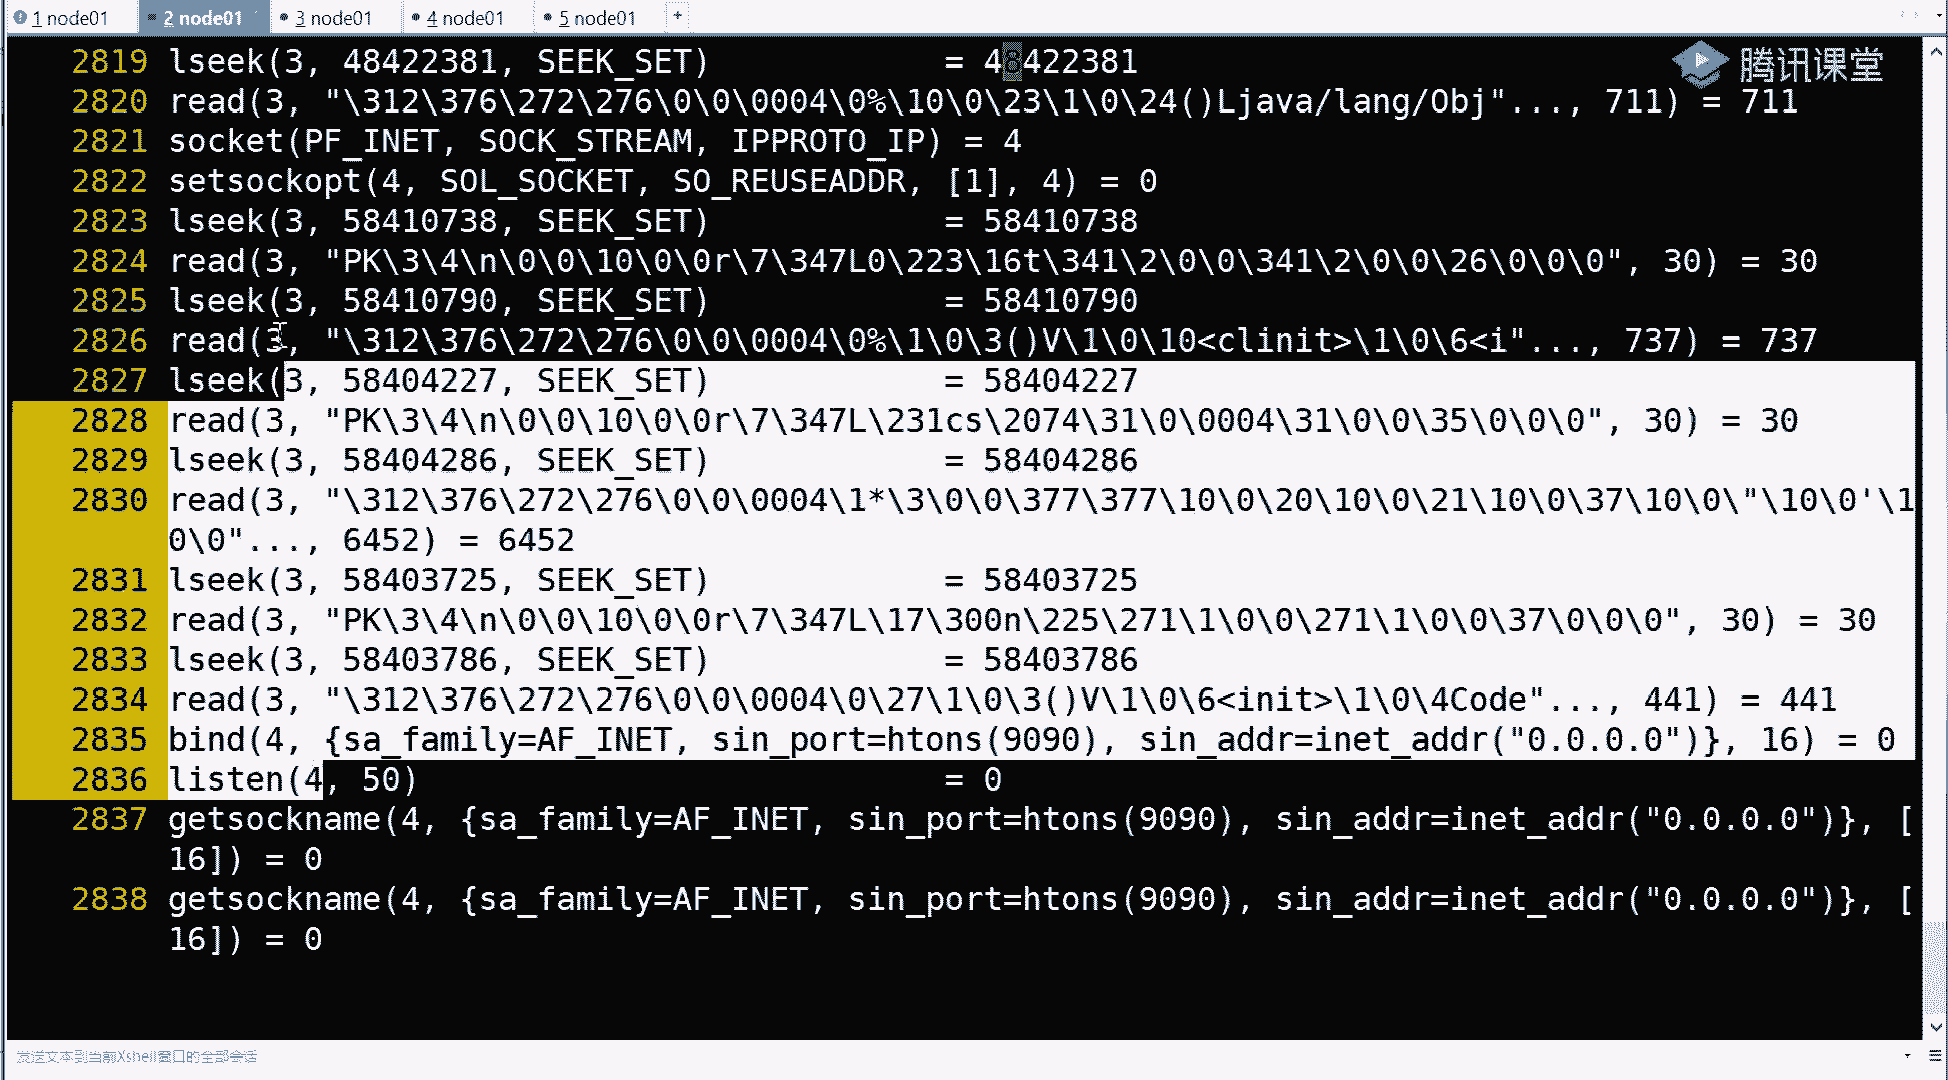 1 node01
2 node01
3 node01
4 node01
5 node01
+
腾讯课堂
2819 lseek(3, 48422381, SEEK_SET) = 48422381
2820 read(3, "\312\376\272\276\0\0\0004\0%\10\0\23\1\0\24()Ljava/lang/Obj"..., 711) = 711
2821 socket(PF_INET, SOCK_STREAM, IPPROTO_IP) = 4
2822 setsockopt(4, SOL_SOCKET, SO_REUSEADDR, [1], 4) = 0
2823 lseek(3, 58410738, SEEK_SET) = 58410738
2824 read(3, "PK\3\4\n\0\0\10\0\0r\7\347L0\223\16t\341\2\0\0\341\2\0\0\26\0\0\0", 30) = 30
2825 lseek(3, 58410790, SEEK_SET) = 58410790
2826 read(3, "\312\376\272\276\0\0\0004\0%\1\0\3()V\1\0\10<clinit>\1\0\6<i"..., 737) = 737
2827 lseek(3, 58404227, SEEK_SET) = 58404227
2828 read(3, "PK\3\4\n\0\0\10\0\0r\7\347L\231cs\2074\31\0\0004\31\0\0\35\0\0\0", 30) = 30
2829 lseek(3, 58404286, SEEK_SET) = 58404286
2830 read(3, "\312\376\272\276\0\0\0004\1*\3\0\0\377\377\10\0\20\10\0\21\10\0\37\10\0\"\10\0'\1
0\0"..., 6452) = 6452
2831 lseek(3, 58403725, SEEK_SET) = 58403725
2832 read(3, "PK\3\4\n\0\0\10\0\0r\7\347L\17\300n\225\271\1\0\0\271\1\0\0\37\0\0\0", 30) = 30
2833 lseek(3, 58403786, SEEK_SET) = 58403786
2834 read(3, "\312\376\272\276\0\0\0004\0\27\1\0\3()V\1\0\6<init>\1\0\4Code"..., 441) = 441
2835 bind(4, {sa_family=AF_INET, sin_port=htons(9090), sin_addr=inet_addr("0.0.0.0")}, 16) = 0
2836 listen(4, 50) = 0
2837 getsockname(4, {sa_family=AF_INET, sin_port=htons(9090), sin_addr=inet_addr("0.0.0.0")}, [
16]) = 0
2838 getsockname(4, {sa_family=AF_INET, sin_port=htons(9090), sin_addr=inet_addr("0.0.0.0")}, [
16]) = 0
发送文本到当前Xshell窗口的全部会话